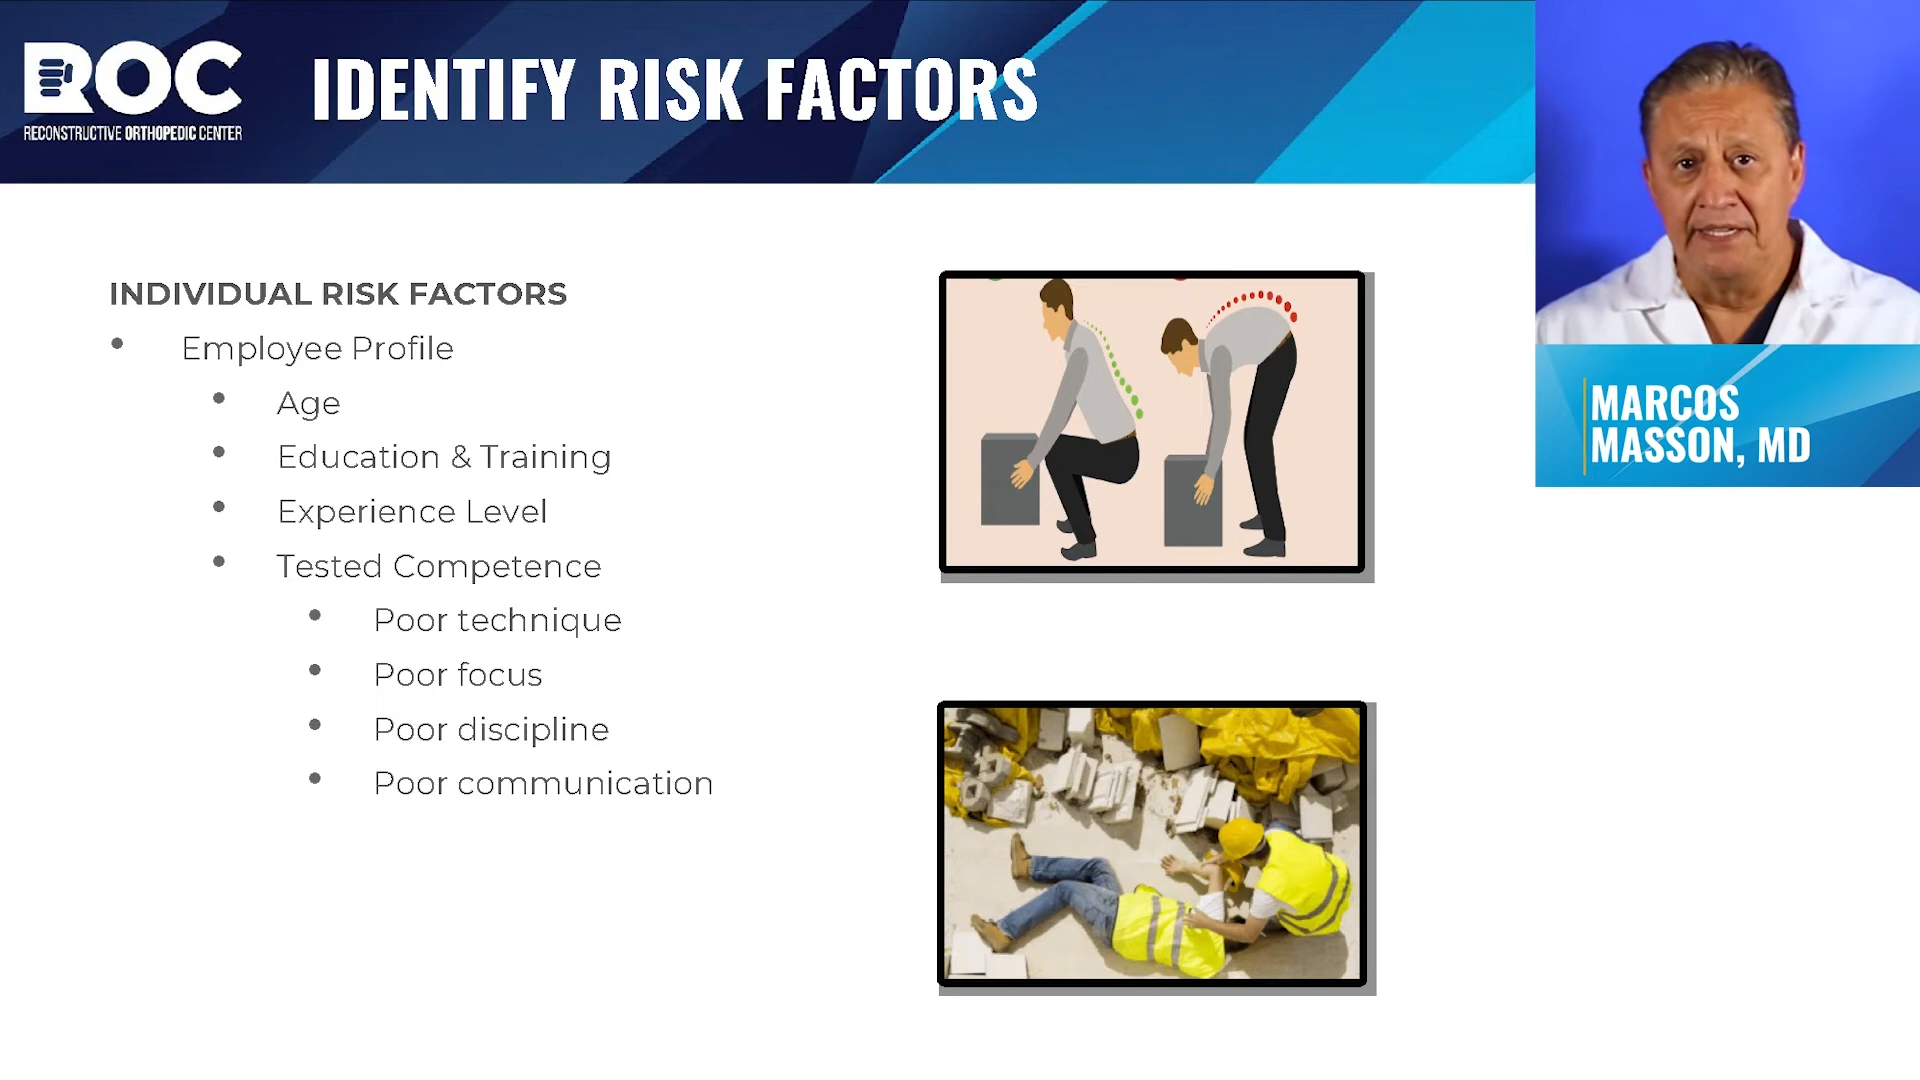 ROC
RECONSTRUCTIVE ORTHOPEDIC CENTER
IDENTIFY RISK FACTORS
INDIVIDUAL RISK FACTORS
• Employee Profile
• Age
• Education & Training
• Experience Level
• Tested Competence
• Poor technique
• Poor focus
• Poor discipline
• Poor communication
MARCOS
MASSON, MD